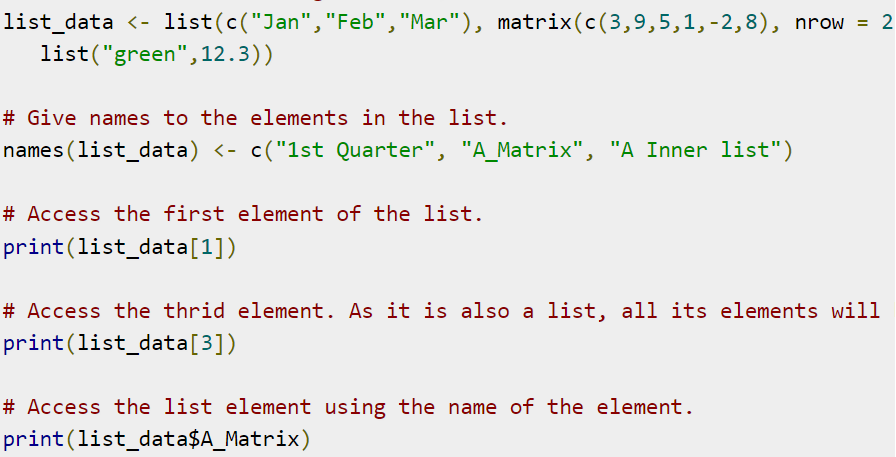 list_data <- list(c("Jan","Feb","Mar"), matrix(c(3,9,5,1,-2,8), nrow = 2
list("green",12.3))
# Give names to the elements in the list.
names(list_data) <- c("1st Quarter", "A_Matrix", "A Inner list")
# Access the first element of the list.
print(list_data[1])
# Access the thrid element. As it is also a list, all its elements will
print(list_data[3])
# Access the list element using the name of the element.
print(list_data$A_Matrix)